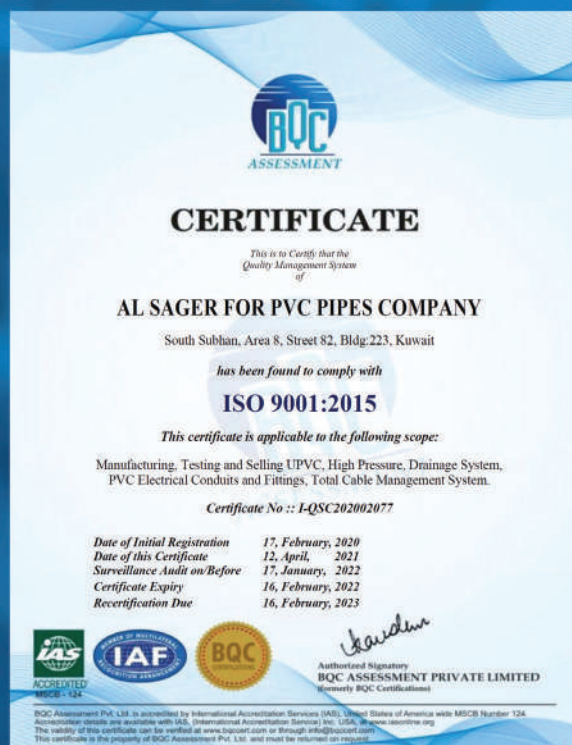 BQC
ASSESSMENT
CERTIFICATE
This is to Certify that the
Quality Management System
of
AL SAGER FOR PVC PIPES COMPANY
South Subhan, Area 8, Street 82, Bldg:223, Kuwait
has been found to comply with
ISO 9001:2015
This certificate is applicable to the following scope:
Manufacturing, Testing and Selling UPVC, High Pressure, Drainage System,
PVC Electrical Conduits and Fittings, Total Cable Management System.
Certificate No :: I-QSC202002077
Date of Initial Registration 17, February, 2020
Date of this Certificate 12, April, 2021
Surveillance Audit on/Before 17, January, 2022
Certificate Expiry 16, February, 2022
Recertification Due 16, February, 2023
Authorized Signatory
BQC ASSESSMENT PRIVATE LIMITED
(formerly BQC Certifications)
ias
ACCREDITED
MSCB - 124
MEMBER OF MULTILATERAL
IAF
RECOGNITION ARRANGEMENT
BQC
CERTIFICATIONS
BQC Assessment Pvt. Ltd. is accredited by International Accreditation Services (IAS), United States of America wide MSCB Number 124.
Accreditation details are available with IAS, (International Accreditation Service) Inc. USA, at www.iasonline.org
The validity of this certificate can be verified at www.bqccert.com or through info@bqccert.com
This certificate is the property of BQC Assessment Pvt. Ltd. and must be returned on request